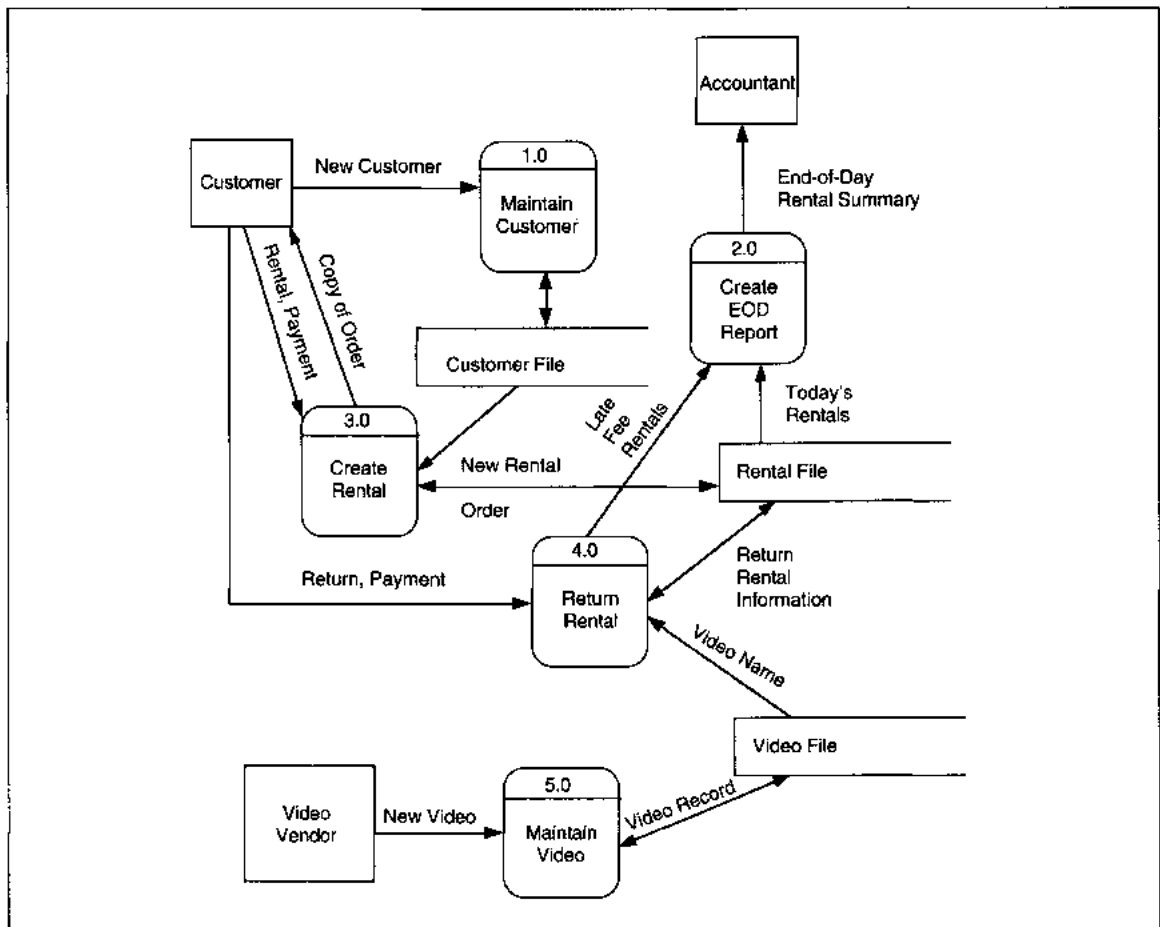 Accountant
Customer
New Customer
1.0
Maintain
Customer
End-of-Day
Rental Summary
2.0
Create
EOD
Report
Rental, Payment
Copy of Order
Customer File
Today's
Rentals
Late
Fee
Rentals
3.0
Create
Rental
New Rental
Order
Rental File
4.0
Return
Rental
Return, Payment
Return
Rental
Information
Video Name
Video File
Video
Vendor
New Video
5.0
Maintain
Video
Video Record